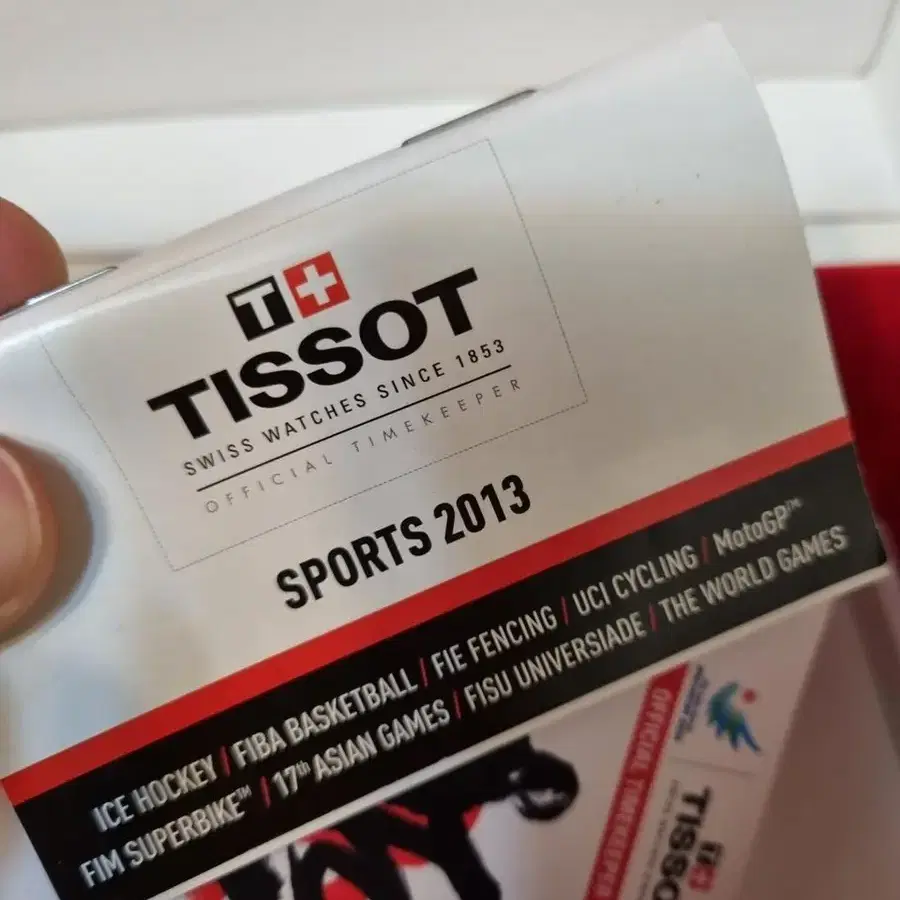 T+
TISSOT
SWISS WATCHES SINCE 1853
OFFICIAL TIMEKEEPER
SPORTS 2013
ICE HOCKEY / FIBA BASKETBALL / FIE FENCING / UCI CYCLING / MotoGP™
FIM SUPERBIKE™ / 17th ASIAN GAMES / FISU UNIVERSIADE / THE WORLD GAMES
OFFICIAL TIMEKEEPER
TISSO